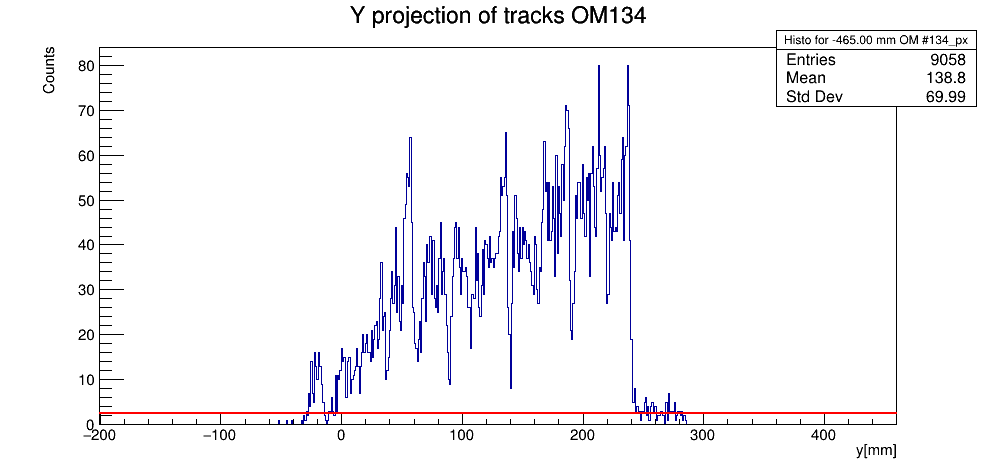 Y projection of tracks OM134
Histo for -465.00 mm OM #134_px
Entries 9058
Mean 138.8
Std Dev 69.99
Counts
80
70
60
50
40
30
20
10
0
−200 −100 0 100 200 300 400
y[mm]